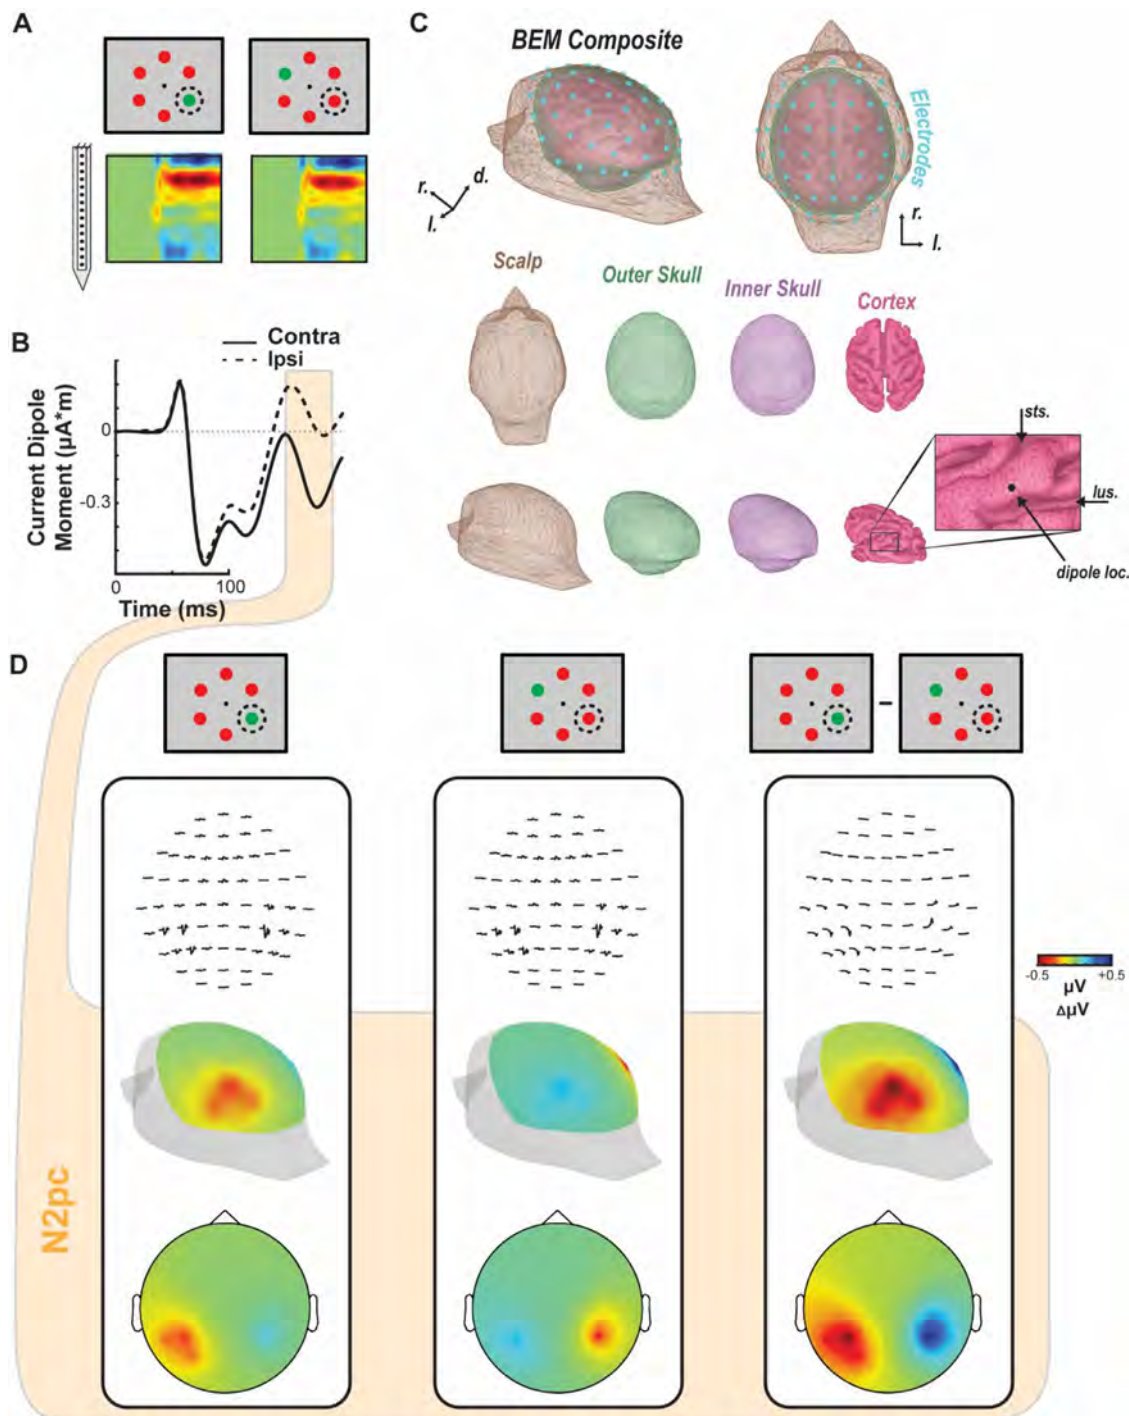 A
C
BEM Composite
Electrodes
r.
d.
l.
r.
l.
Scalp
Outer Skull
Inner Skull
Cortex
B
Contra
Ipsi
Current Dipole
Moment (µA*m)
0
-0.3
0
100
Time (ms)
sts.
lus.
dipole loc.
D
-
-0.5
+0.5
µV
ΔµV
N2pc